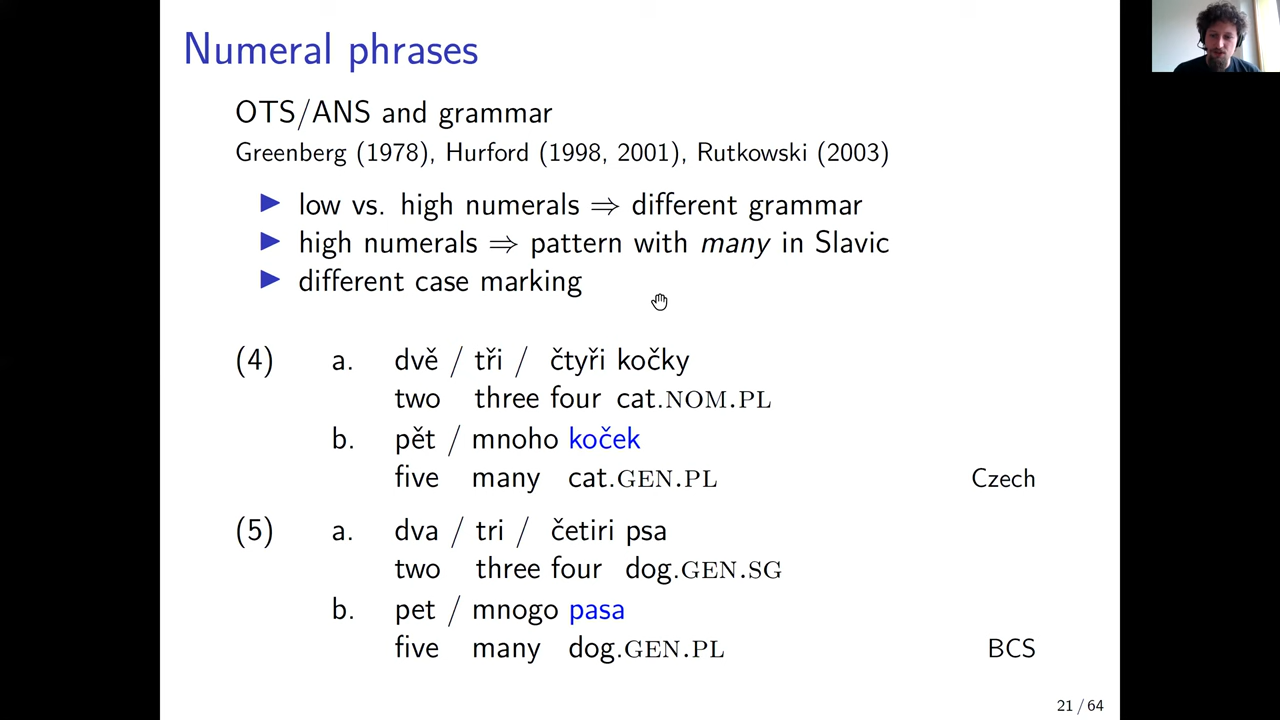 Numeral phrases
OTS/ANS and grammar
Greenberg (1978), Hurford (1998, 2001), Rutkowski (2003)
▶ low vs. high numerals ⇒ different grammar
▶ high numerals ⇒ pattern with many in Slavic
▶ different case marking
(4) a. dvě / tři / čtyři kočky
two three four cat.NOM.PL
b. pět / mnoho koček
five many cat.GEN.PL Czech
(5) a. dva / tri / četiri psa
two three four dog.GEN.SG
b. pet / mnogo pasa
five many dog.GEN.PL BCS
21 / 64